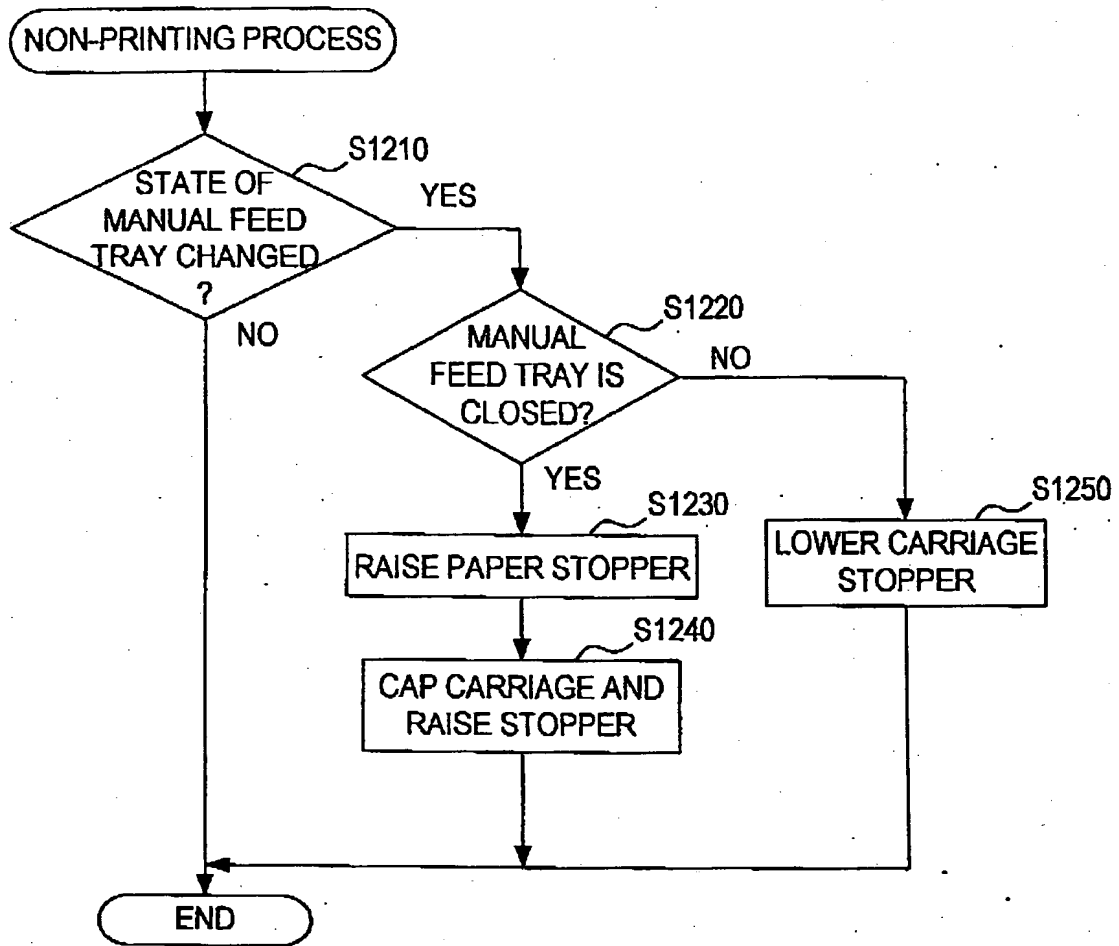 NON-PRINTING PROCESS
S1210
STATE OF
MANUAL FEED
TRAY CHANGED
?
YES
NO
S1220
MANUAL
FEED TRAY IS
CLOSED?
NO
YES
S1230
RAISE PAPER STOPPER
S1250
LOWER CARRIAGE
STOPPER
S1240
CAP CARRIAGE AND
RAISE STOPPER
END